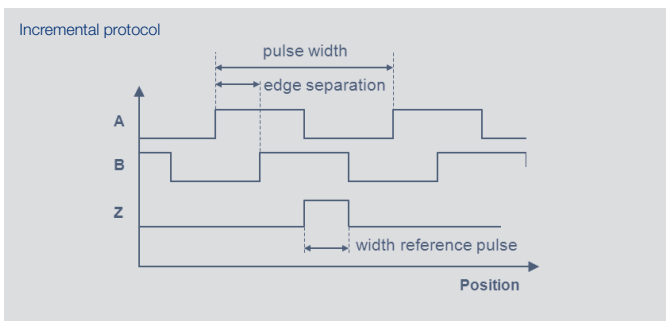 Incremental protocol
pulse width
edge separation
A
B
Z
width reference pulse
Position